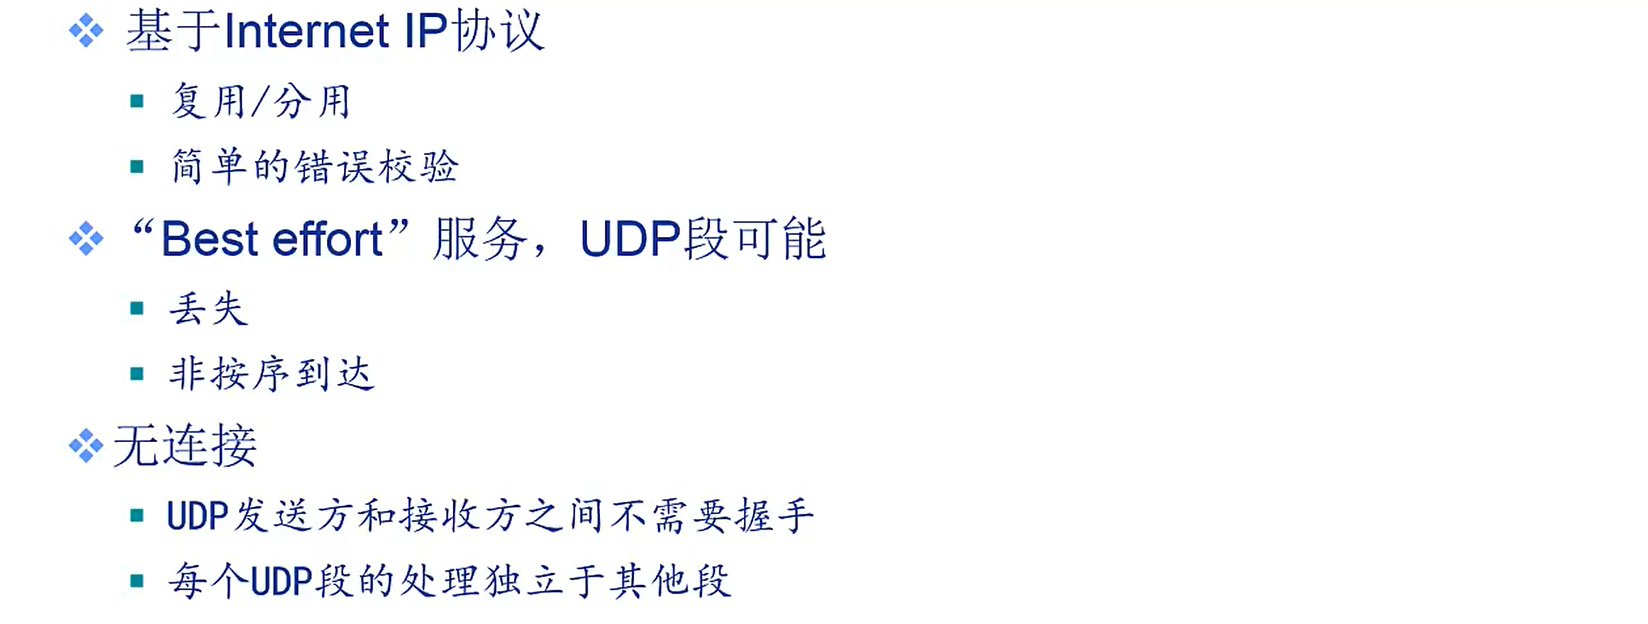 基于Internet IP协议
复用/分用
简单的错误校验
“Best effort”服务，UDP段可能
丢失
非按序到达
无连接
UDP发送方和接收方之间不需要握手
每个UDP段的处理独立于其他段